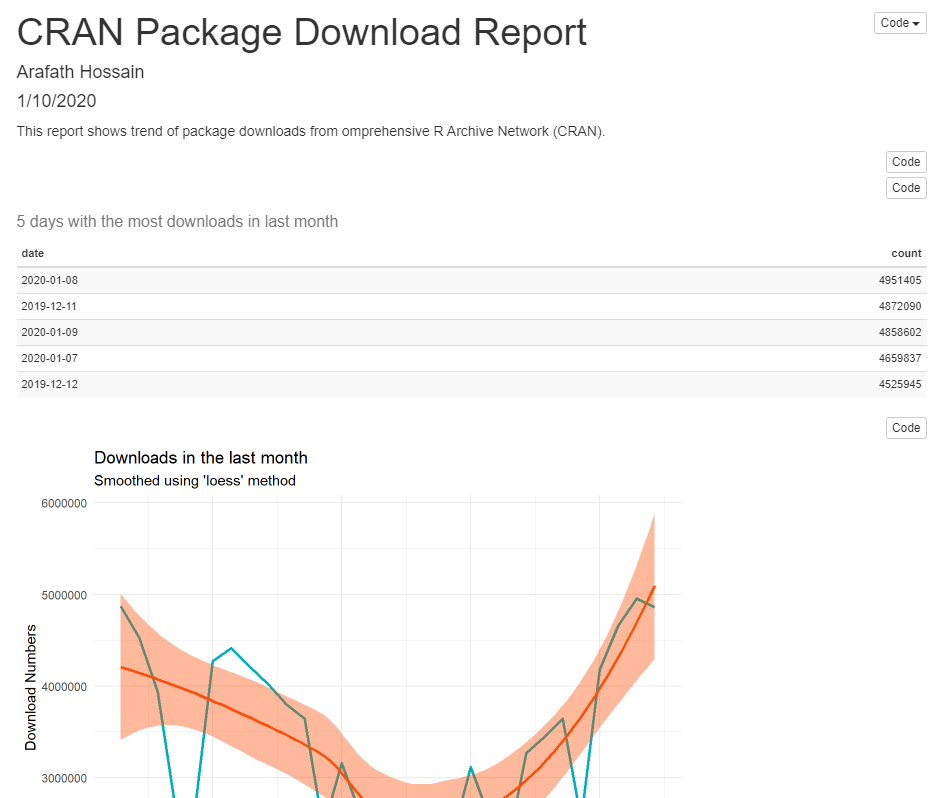 CRAN Package Download Report
Code
Arafath Hossain
1/10/2020
This report shows trend of package downloads from omprehensive R Archive Network (CRAN).
Code
Code
5 days with the most downloads in last month
date count
2020-01-08 4951405
2019-12-11 4872090
2020-01-09 4858602
2020-01-07 4659837
2019-12-12 4525945
Code
Downloads in the last month
Smoothed using 'loess' method
6000000
5000000
4000000
3000000
Download Numbers